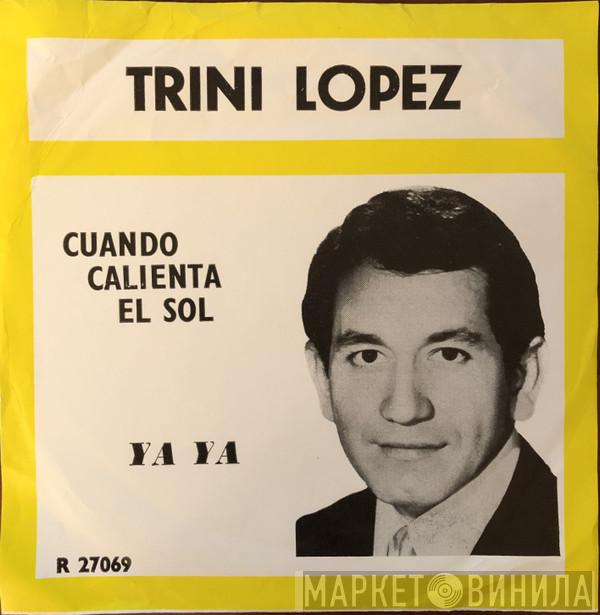 TRINI LOPEZ
CUANDO
CALIENTA
EL SOL
YA YA
R 27069
МАРКЕТ ВИНИЛА